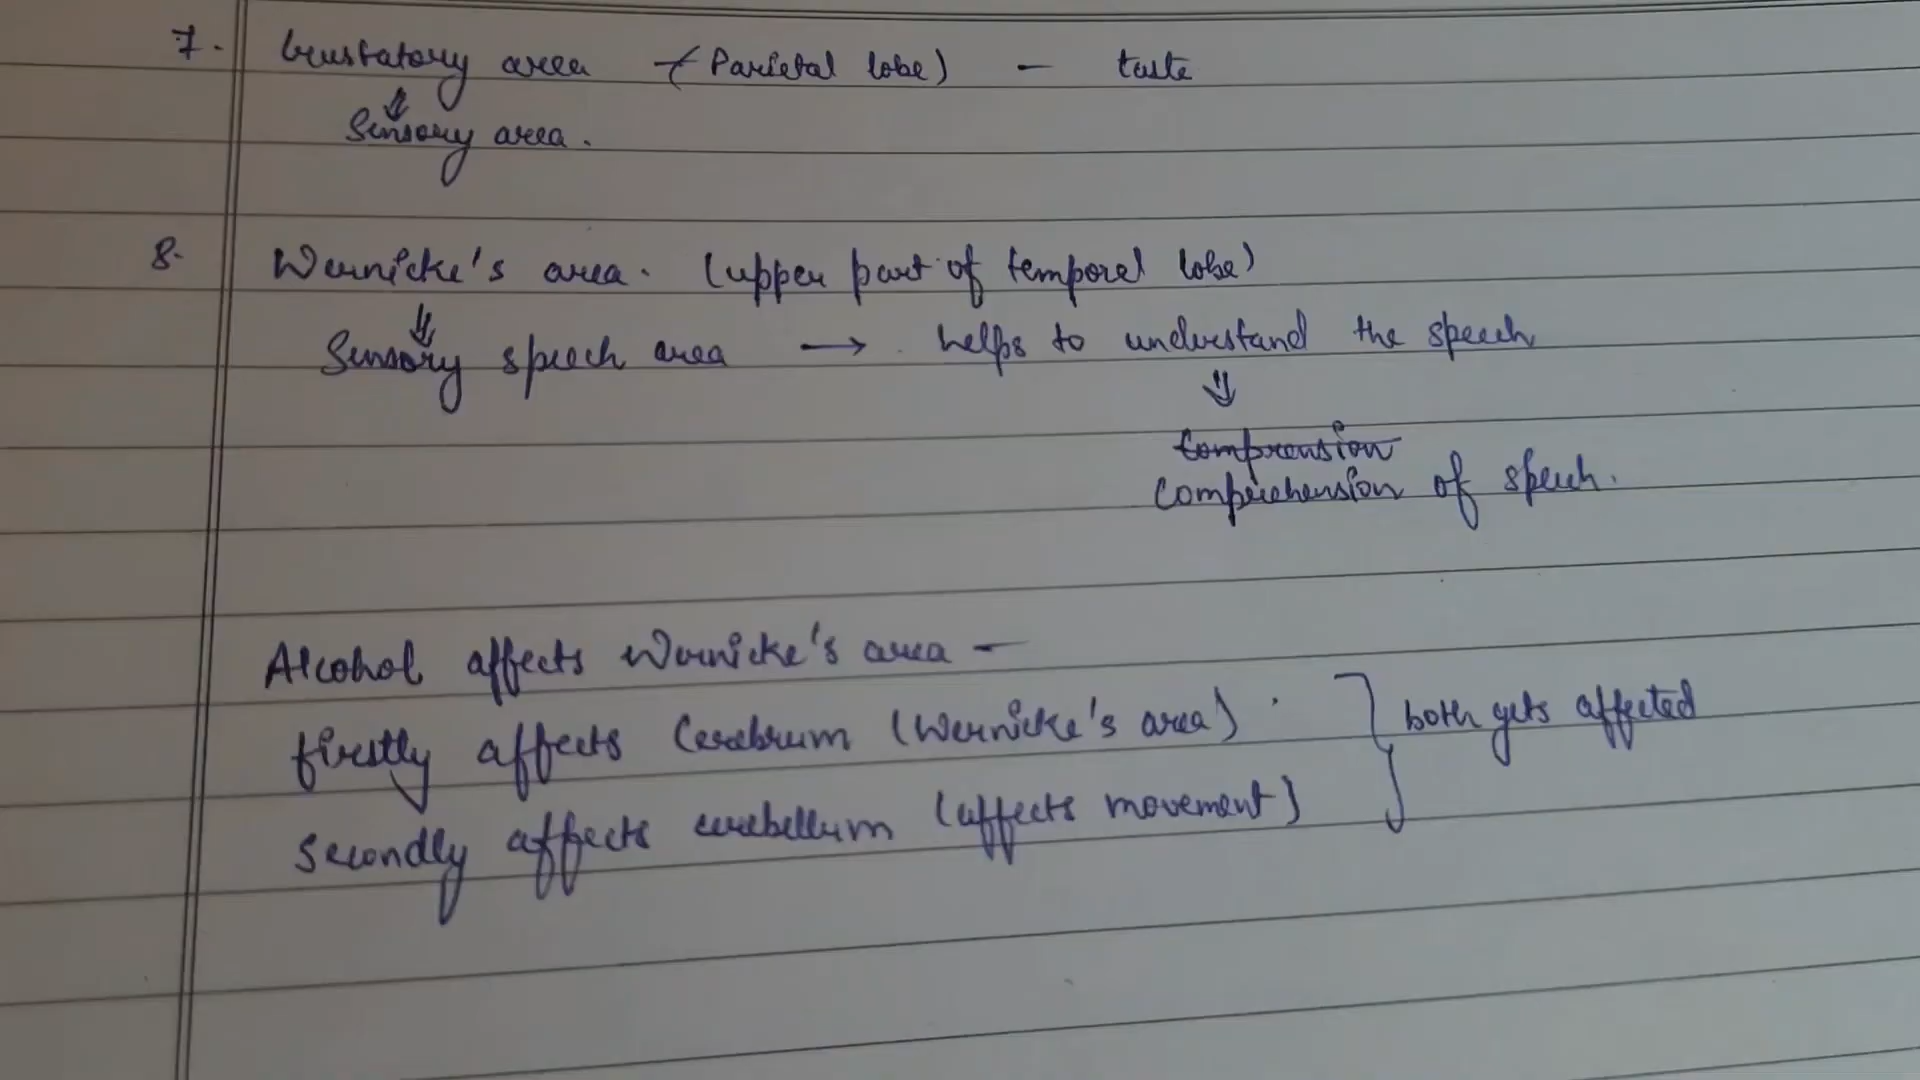 7. Gustatory area - (Parietal lobe) - taste
⇓
Sensory area.
8. Wernicke's area. (upper part of temporal lobe)
⇓
Sensory speech area → helps to understand the speech
⇓
Comprension
Comprehension of speech.
Alcohol affects Wernicke's area -
firstly affects Cerebrum (Wernicke's area). } both gets affected
Secondly affects cerebellum (affects movement)